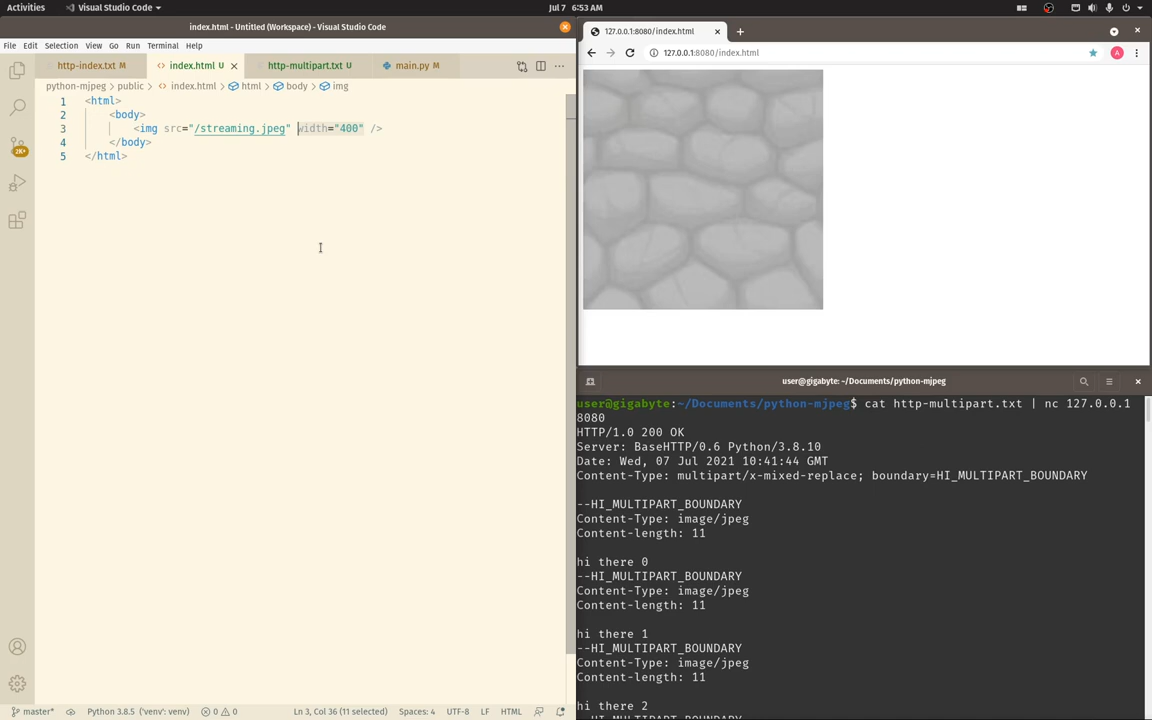 Activities
Visual Studio Code
Jul 7 6:53 AM
index.html - Untitled (Workspace) - Visual Studio Code
File Edit Selection View Go Run Terminal Help
http-index.txt M
index.html U
http-multipart.txt U
main.py M
python-mjpeg > public > index.html > html > body > img
1 <html>
2 <body>
3 <img src="/streaming.jpeg" width="400" />
4 </body>
5 </html>
2K+
master*
Python 3.8.5 ('venv': venv)
0 0
Ln 3, Col 36 (11 selected)
Spaces: 4
UTF-8
LF
HTML
127.0.0.1:8080/index.html
127.0.0.1:8080/index.html
A
user@gigabyte: ~/Documents/python-mjpeg
user@gigabyte:~/Documents/python-mjpeg$ cat http-multipart.txt | nc 127.0.0.1
8080
HTTP/1.0 200 OK
Server: BaseHTTP/0.6 Python/3.8.10
Date: Wed, 07 Jul 2021 10:41:44 GMT
Content-Type: multipart/x-mixed-replace; boundary=HI_MULTIPART_BOUNDARY
--HI_MULTIPART_BOUNDARY
Content-Type: image/jpeg
Content-length: 11
hi there 0
--HI_MULTIPART_BOUNDARY
Content-Type: image/jpeg
Content-length: 11
hi there 1
--HI_MULTIPART_BOUNDARY
Content-Type: image/jpeg
Content-length: 11
hi there 2